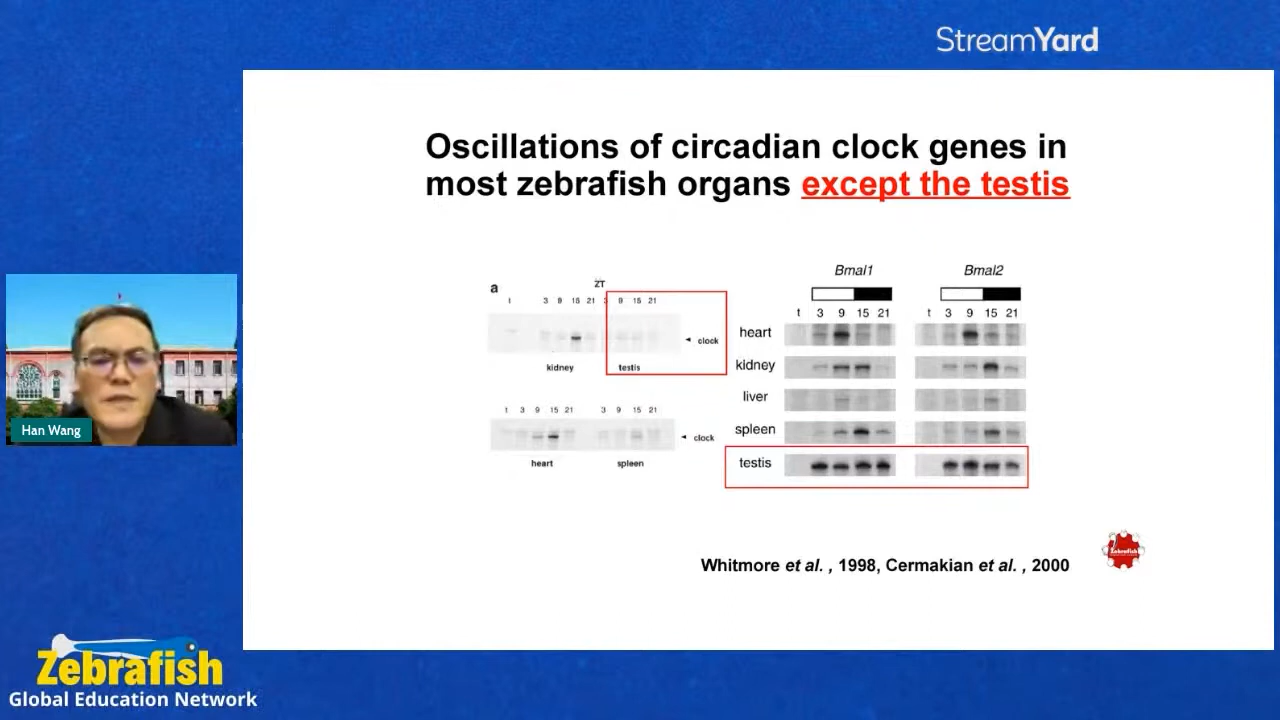 StreamYard
Oscillations of circadian clock genes in
most zebrafish organs except the testis
a
ZT
t 3 9 15 21 3 9 15 21
clock
kidney testis
t 3 9 15 21 3 9 15 21
clock
heart spleen
Bmal1 Bmal2
t 3 9 15 21 t 3 9 15 21
heart
kidney
liver
spleen
testis
Whitmore et al. , 1998, Cermakian et al. , 2000
Zebrafish
Han Wang
Zebrafish
Global Education Network